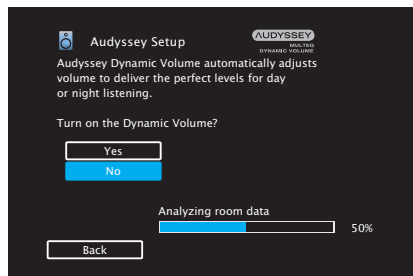 Audyssey Setup
AUDYSSEY
MULTEQ
DYNAMIC VOLUME
Audyssey Dynamic Volume automatically adjusts
volume to deliver the perfect levels for day
or night listening.
Turn on the Dynamic Volume?
Yes
No
Analyzing room data
50%
Back